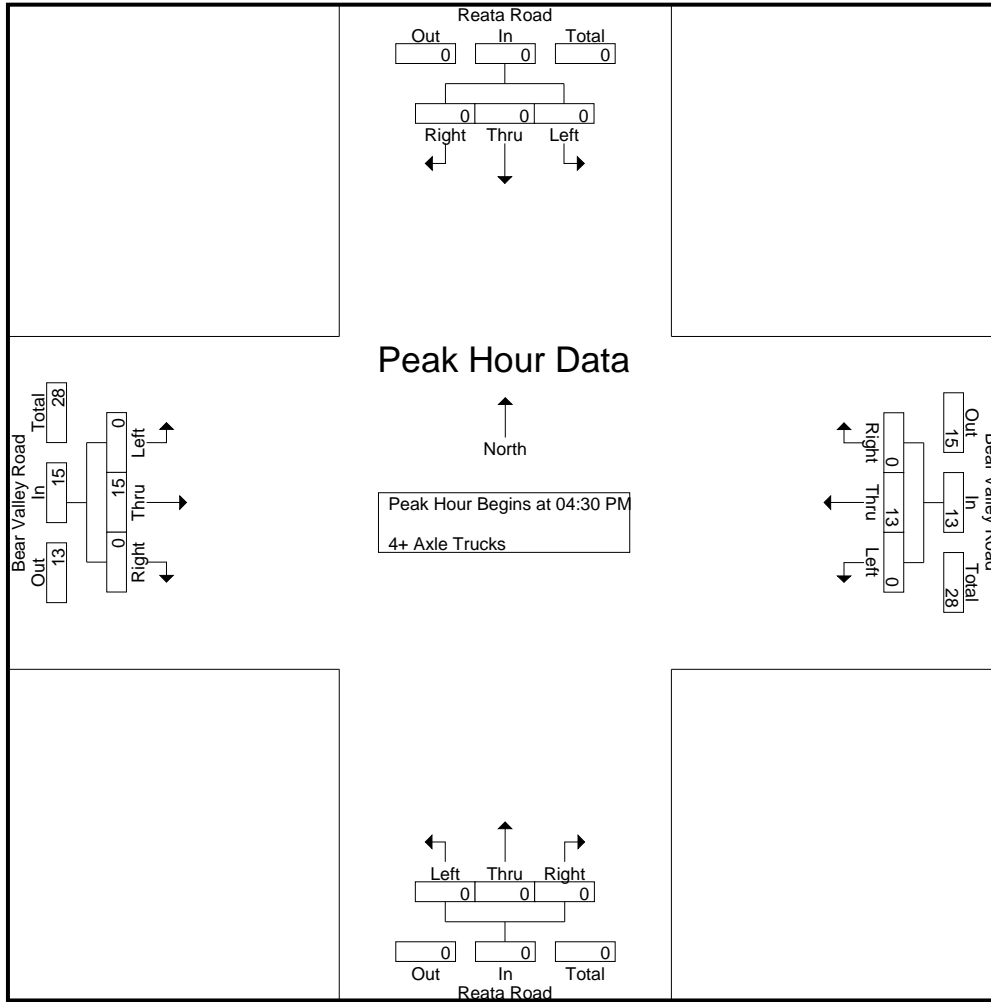 Reata Road
Out In Total
0 0 0
0 0 0
Right Thru Left
Peak Hour Data
North
Peak Hour Begins at 04:30 PM
4+ Axle Trucks
Bear Valley Road
Total In Out
28 15 13
0 15 0
Left Thru Right
Bear Valley Road
Out In Total
15 13 28
0 13 0
Right Thru Left
Left Thru Right
0 0 0
0 0 0
Out In Total
Reata Road